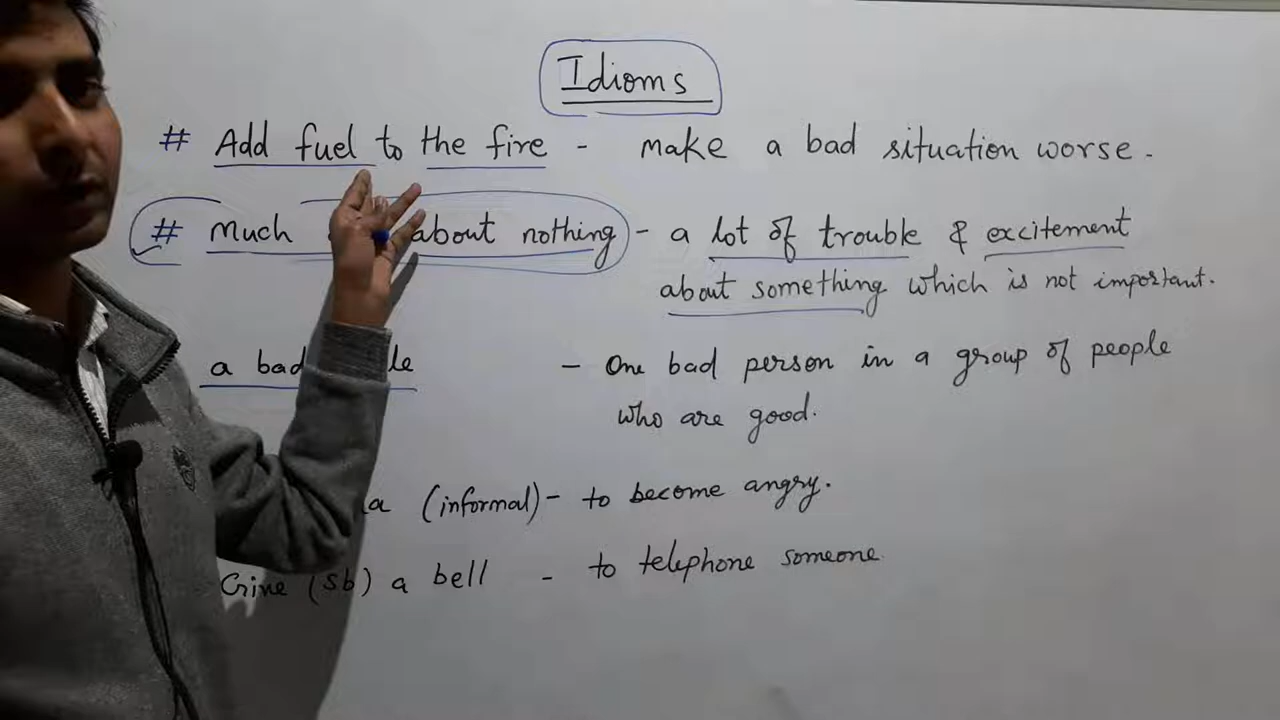 Idioms
# Add fuel to the fire - make a bad situation worse.
# Much about nothing - a lot of trouble & excitement
about something which is not important.
a bad - One bad person in a group of people
who are good.
(informal) - to become angry.
Give (sb) a bell - to telephone someone.